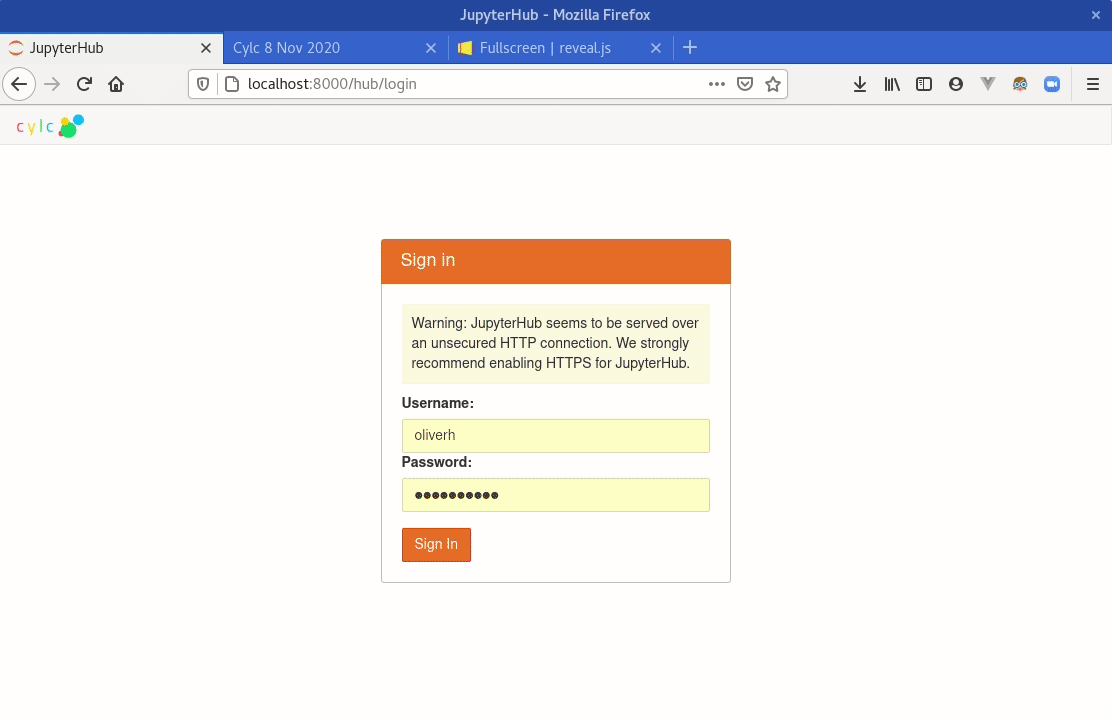 JupyterHub - Mozilla Firefox
JupyterHub
Cylc 8 Nov 2020
Fullscreen | reveal.js
localhost:8000/hub/login
cylc
Sign in
Warning: JupyterHub seems to be served over
an unsecured HTTP connection. We strongly
recommend enabling HTTPS for JupyterHub.
Username:
oliverh
Password:
●●●●●●●●●●
Sign In